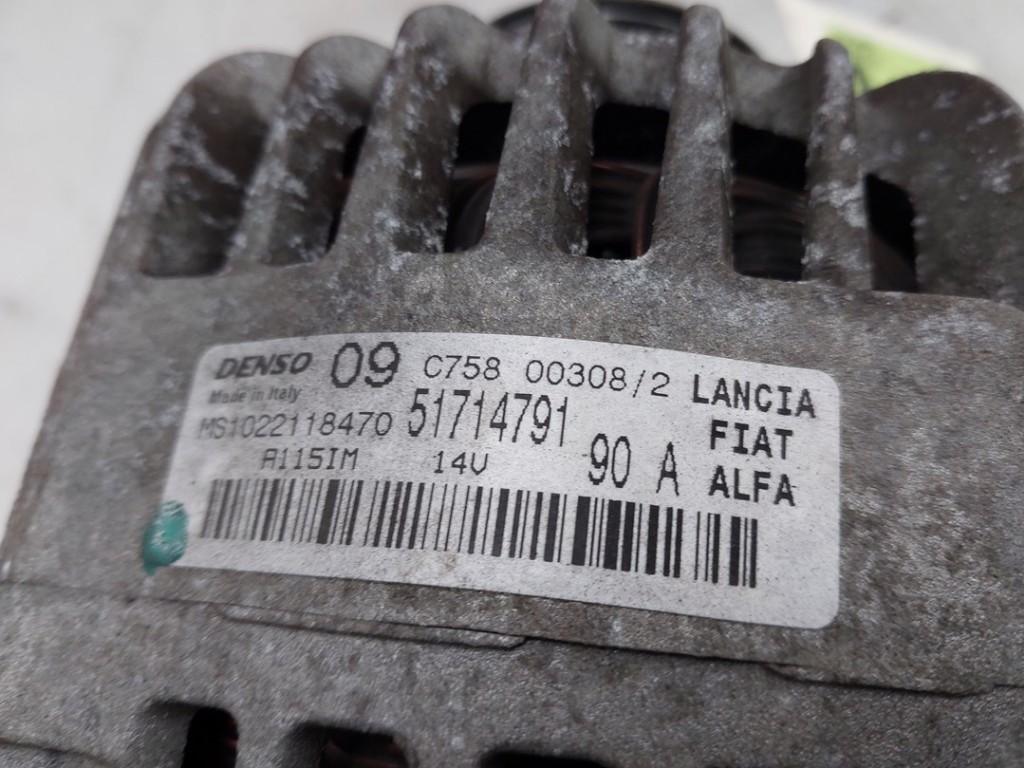 DENSO 09 C758 00308/2 LANCIA
Made in Italy
MS1022118470 51714791 FIAT
A115IM 14V 90 A ALFA